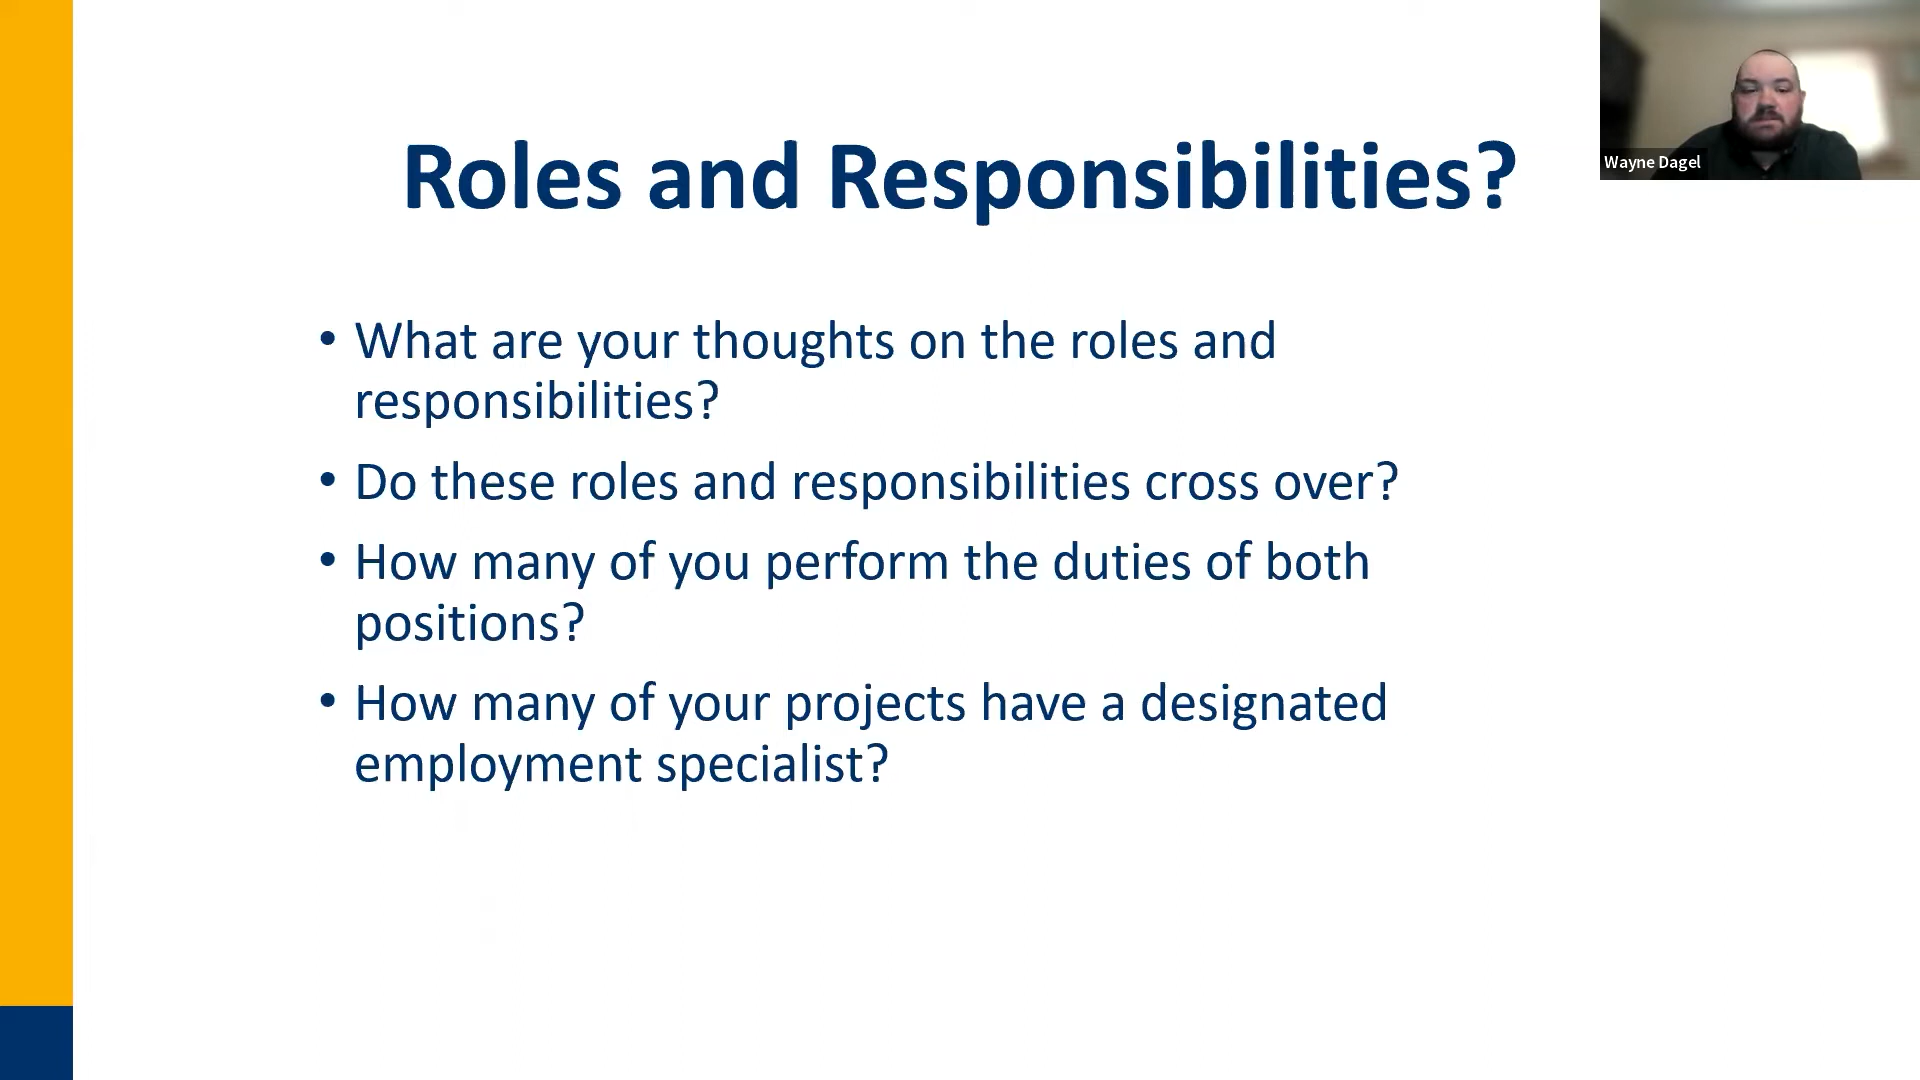 Roles and Responsibilities?
Wayne Dagel
• What are your thoughts on the roles and
responsibilities?
• Do these roles and responsibilities cross over?
• How many of you perform the duties of both
positions?
• How many of your projects have a designated
employment specialist?